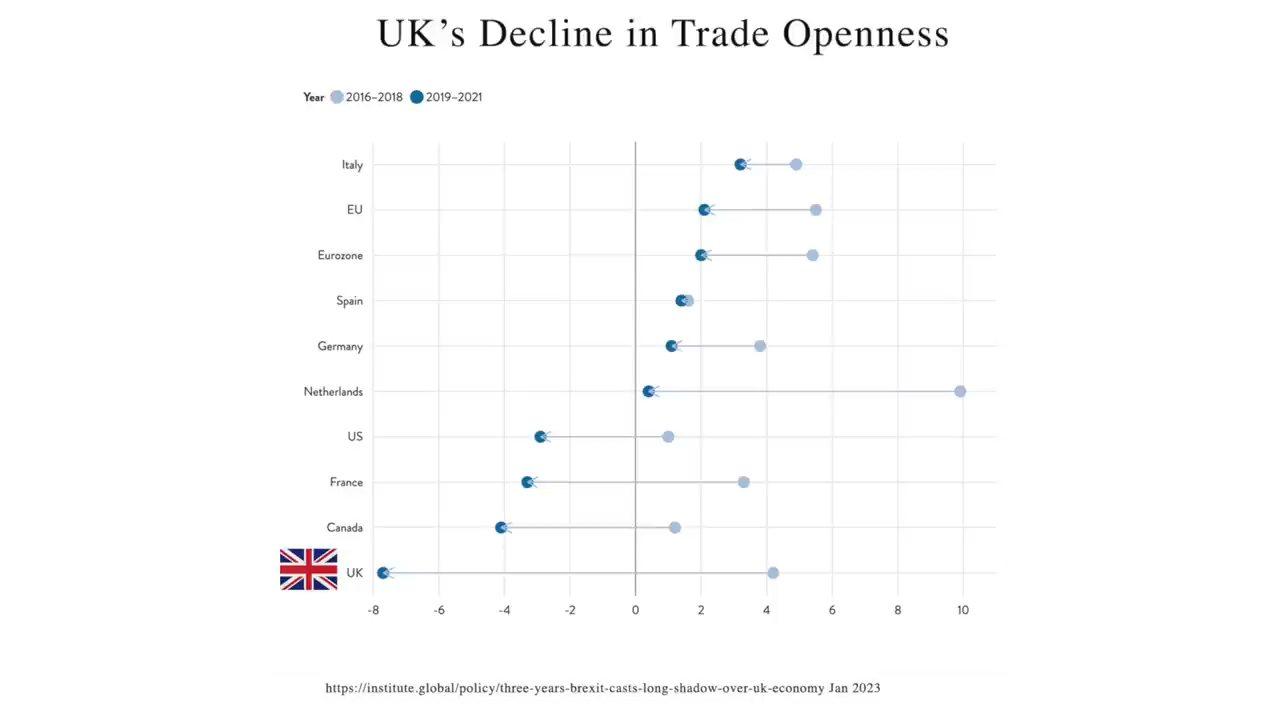 UK’s Decline in Trade Openness
Year 2016–2018 2019–2021
Italy
EU
Eurozone
Spain
Germany
Netherlands
US
France
Canada
UK
-8 -6 -4 -2 0 2 4 6 8 10
https://institute.global/policy/three-years-brexit-casts-long-shadow-over-uk-economy Jan 2023